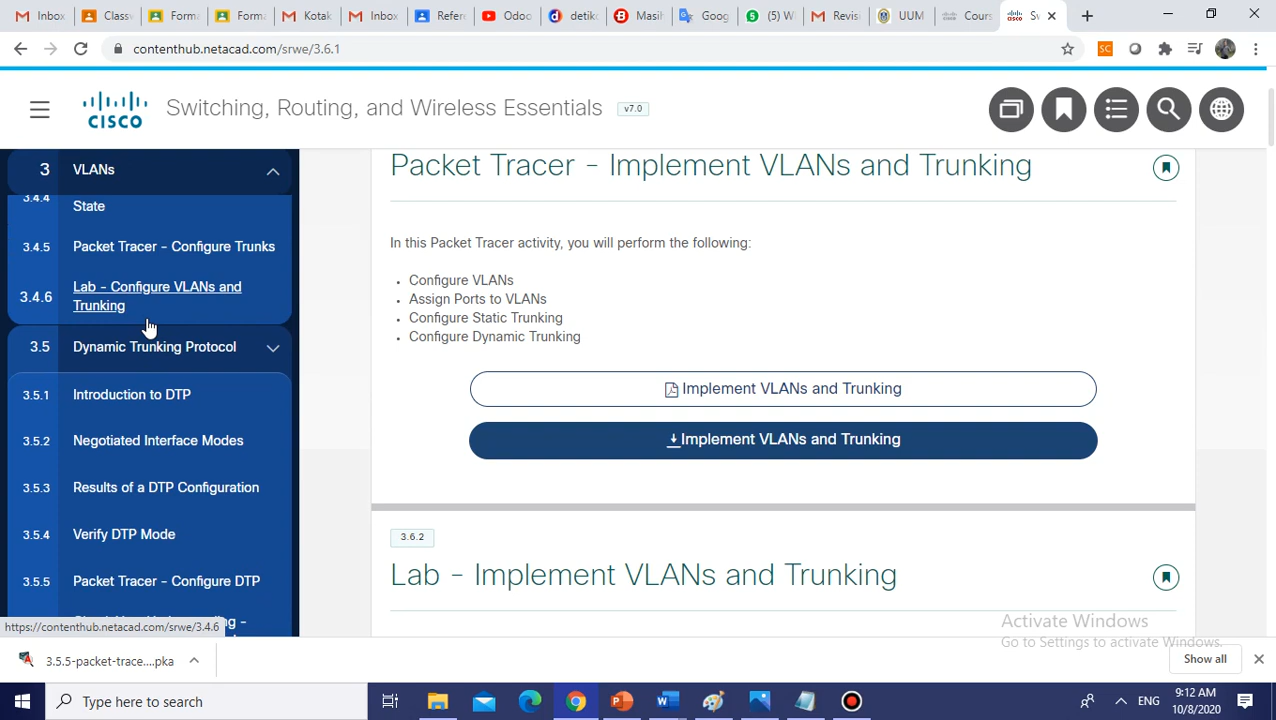 Inbox
Classv
Forma
Forma
Kotak
Inbox
Refere
Odoo
detik
Masil
Goog
(5) W
Revis
UUM
Cours
contenthub.netacad.com/srwe/3.6.1
CISCO
Switching, Routing, and Wireless Essentials v7.0
3 VLANs
3.4.4
State
3.4.5 Packet Tracer - Configure Trunks
3.4.6 Lab - Configure VLANs and
Trunking
3.5 Dynamic Trunking Protocol
3.5.1 Introduction to DTP
3.5.2 Negotiated Interface Modes
3.5.3 Results of a DTP Configuration
3.5.4 Verify DTP Mode
3.5.5 Packet Tracer - Configure DTP
https://contenthub.netacad.com/srwe/3.4.6
Packet Tracer - Implement VLANs and Trunking
In this Packet Tracer activity, you will perform the following:
• Configure VLANs
• Assign Ports to VLANs
• Configure Static Trunking
• Configure Dynamic Trunking
Implement VLANs and Trunking
Implement VLANs and Trunking
3.6.2
Lab - Implement VLANs and Trunking
Activate Windows
Go to Settings to activate Windows.
3.5.5-packet-trace....pka
Show all
Type here to search
ENG
9:12 AM
10/8/2020